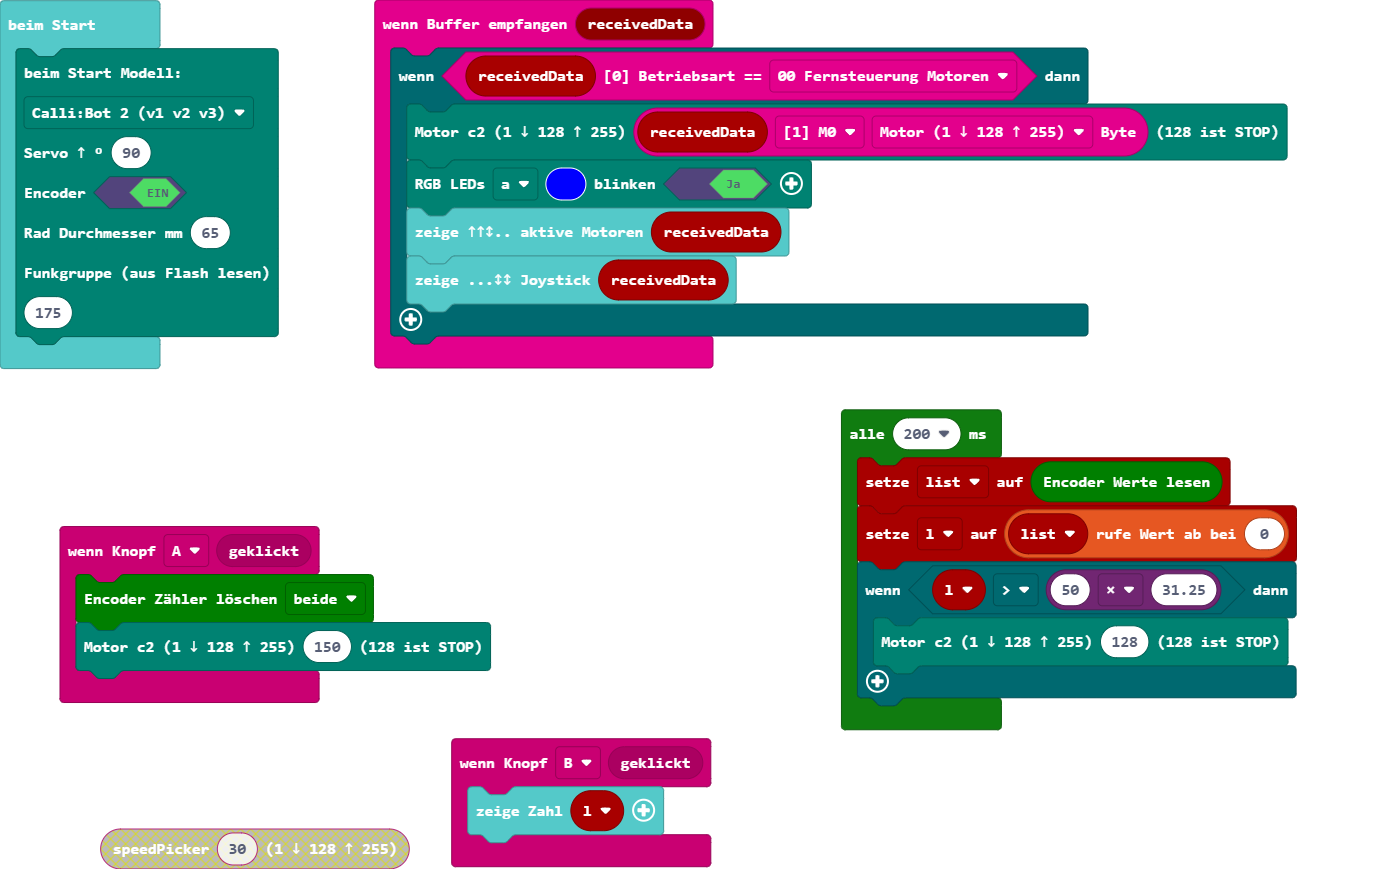 beim Start
beim Start Modell:
Calli:Bot 2 (v1 v2 v3)
Servo ↑ º 90
Encoder EIN
Rad Durchmesser mm 65
Funkgruppe (aus Flash lesen)
175
wenn Buffer empfangen receivedData
wenn receivedData [0] Betriebsart == 00 Fernsteuerung Motoren dann
Motor c2 (1 ↓ 128 ↑ 255) receivedData [1] M0 Motor (1 ↓ 128 ↑ 255) Byte (128 ist STOP)
RGB LEDs a blinken Ja
zeige ↑↑↕.. aktive Motoren receivedData
zeige ...↕↕ Joystick receivedData
alle 200 ms
setze list auf Encoder Werte lesen
setze l auf list rufe Wert ab bei 0
wenn l > 50 × 31.25 dann
Motor c2 (1 ↓ 128 ↑ 255) 128 (128 ist STOP)
wenn Knopf A geklickt
Encoder Zähler löschen beide
Motor c2 (1 ↓ 128 ↑ 255) 150 (128 ist STOP)
wenn Knopf B geklickt
zeige Zahl l
speedPicker 30 (1 ↓ 128 ↑ 255)